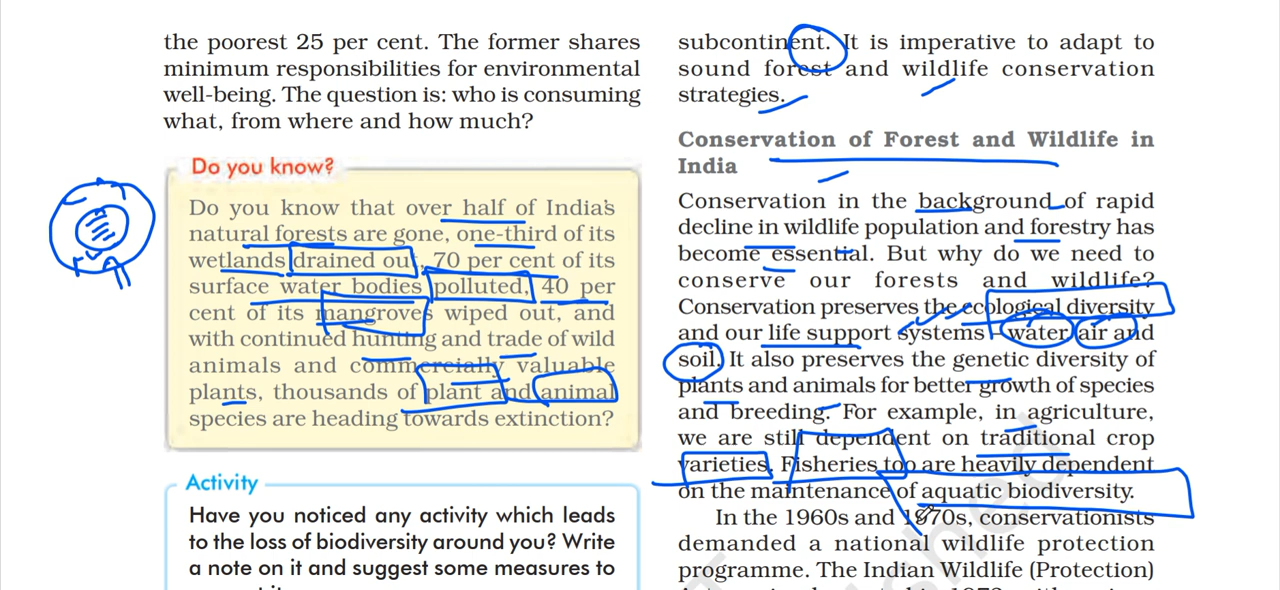 the poorest 25 per cent. The former shares
minimum responsibilities for environmental
well-being. The question is: who is consuming
what, from where and how much?
Do you know?
Do you know that over half of India's
natural forests are gone, one-third of its
wetlands drained out, 70 per cent of its
surface water bodies polluted, 40 per
cent of its mangroves wiped out, and
with continued hunting and trade of wild
animals and commercially valuable
plants, thousands of plant and animal
species are heading towards extinction?
Activity
Have you noticed any activity which leads
to the loss of biodiversity around you? Write
a note on it and suggest some measures to
subcontinent. It is imperative to adapt to
sound forest and wildlife conservation
strategies.
Conservation of Forest and Wildlife in
India
Conservation in the background of rapid
decline in wildlife population and forestry has
become essential. But why do we need to
conserve our forests and wildlife?
Conservation preserves the ecological diversity
and our life support systems – water, air and
soil. It also preserves the genetic diversity of
plants and animals for better growth of species
and breeding. For example, in agriculture,
we are still dependent on traditional crop
varieties. Fisheries too are heavily dependent
on the maintenance of aquatic biodiversity.
In the 1960s and 1970s, conservationists
demanded a national wildlife protection
programme. The Indian Wildlife (Protection)